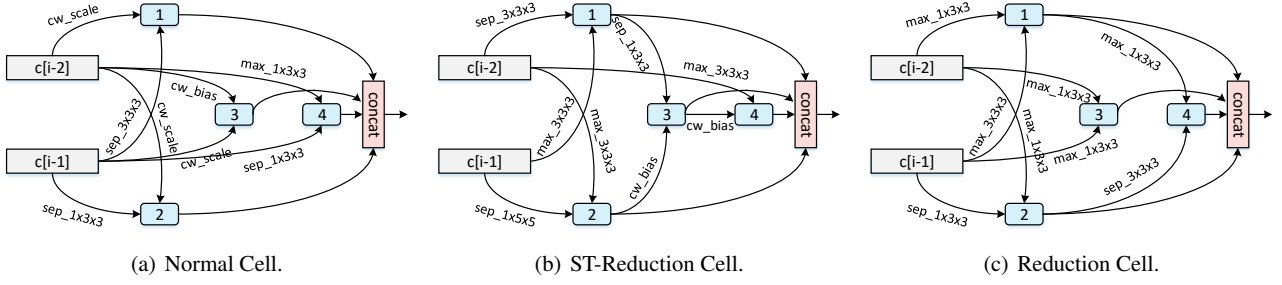 cw_scale
1
c[i-2]
max_1x3x3
cw_bias
sep_3x3x3
cw_scale
3
4
concat
c[i-1]
cw_scale
sep_1x3x3
sep_1x3x3
2
(a) Normal Cell.
sep_3x3x3
1
sep_1x3x3
c[i-2]
max_3x3x3
max_3x3x3
max_3x3x3
3
4
cw_bias
concat
c[i-1]
cw_bias
sep_1x5x5
2
(b) ST-Reduction Cell.
max_1x3x3
1
max_1x3x3
c[i-2]
max_1x3x3
max_3x3x3
max_1x3x3
3
4
concat
c[i-1]
max_1x3x3
sep_3x3x3
sep_1x3x3
2
(c) Reduction Cell.